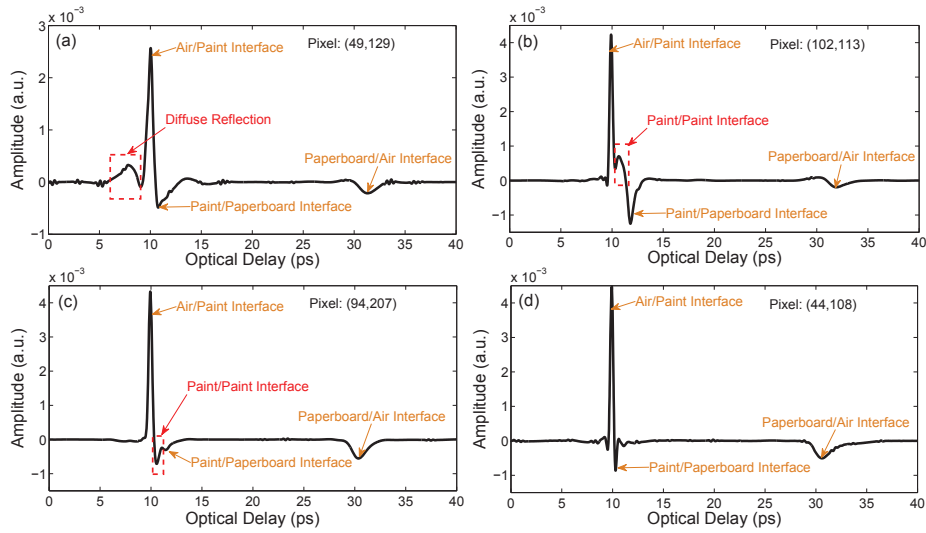 x 10⁻³
(a)
Air/Paint Interface
Pixel: (49,129)
Diffuse Reflection
Paperboard/Air Interface
Paint/Paperboard Interface
Amplitude (a.u.)
3
2
1
0
−1
0 5 10 15 20 25 30 35 40
Optical Delay (ps)
x 10⁻³
(b)
Air/Paint Interface
Pixel: (102,113)
Paint/Paint Interface
Paperboard/Air Interface
Paint/Paperboard Interface
Amplitude (a.u.)
4
3
2
1
0
−1
0 5 10 15 20 25 30 35 40
Optical Delay (ps)
x 10⁻³
(c)
Air/Paint Interface
Pixel: (94,207)
Paint/Paint Interface
Paperboard/Air Interface
Paint/Paperboard Interface
Amplitude (a.u.)
4
3
2
1
0
−1
0 5 10 15 20 25 30 35 40
Optical Delay (ps)
x 10⁻³
(d)
Air/Paint Interface
Pixel: (44,108)
Paperboard/Air Interface
Paint/Paperboard Interface
Amplitude (a.u.)
4
3
2
1
0
−1
0 5 10 15 20 25 30 35 40
Optical Delay (ps)